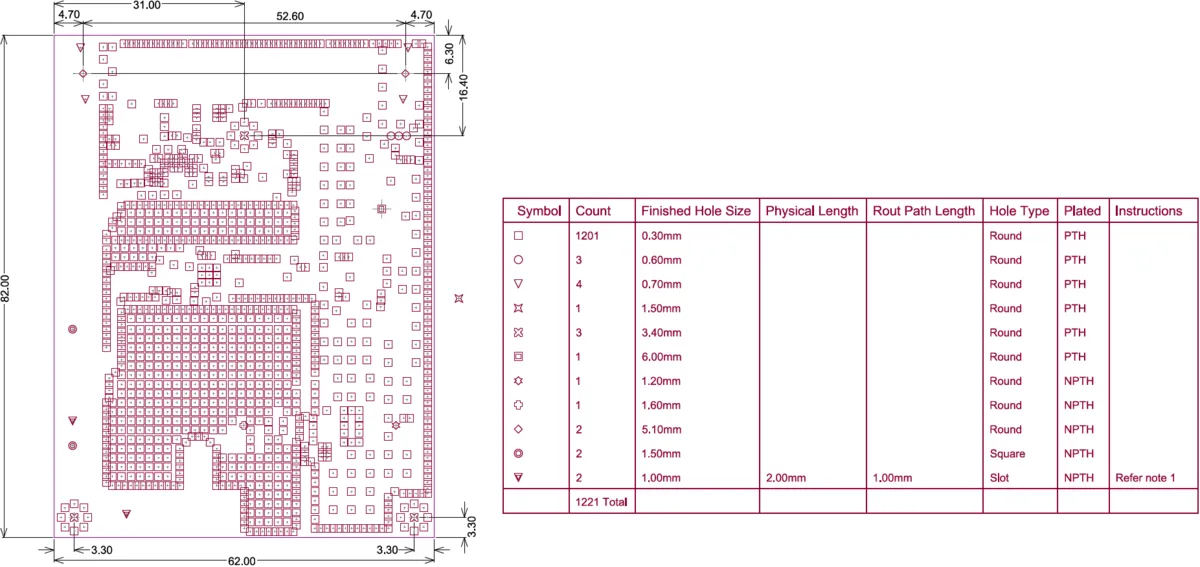 31.00
4.70 52.60 4.70
6.30
16.40
82.00
3.30
3.30 3.30
62.00
Symbol Count Finished Hole Size Physical Length Rout Path Length Hole Type Plated Instructions
1201 0.30mm Round PTH
3 0.60mm Round PTH
4 0.70mm Round PTH
1 1.50mm Round PTH
3 3.40mm Round PTH
1 6.00mm Round PTH
1 1.20mm Round NPTH
1 1.60mm Round NPTH
2 5.10mm Round NPTH
2 1.50mm Square NPTH
2 1.00mm 2.00mm 1.00mm Slot NPTH Refer note 1
1221 Total